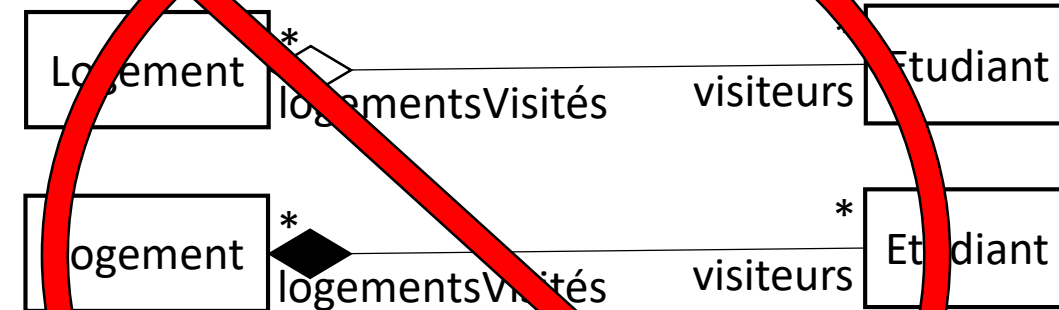 *
*
Logement
Etudiant
logementsVisités
visiteurs
*
*
Logement
Etudiant
logementsVisités
visiteurs